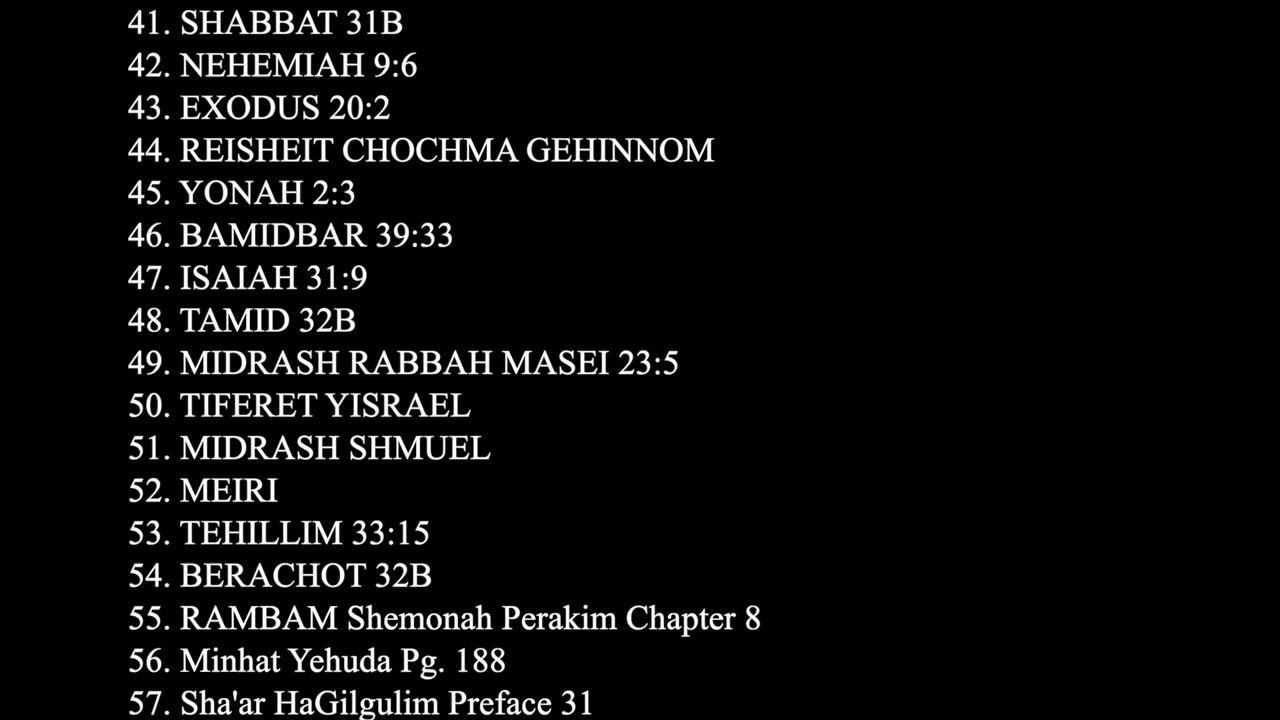 41. SHABBAT 31B
42. NEHEMIAH 9:6
43. EXODUS 20:2
44. REISHEIT CHOCHMA GEHINNOM
45. YONAH 2:3
46. BAMIDBAR 39:33
47. ISAIAH 31:9
48. TAMID 32B
49. MIDRASH RABBAH MASEI 23:5
50. TIFERET YISRAEL
51. MIDRASH SHMUEL
52. MEIRI
53. TEHILLIM 33:15
54. BERACHOT 32B
55. RAMBAM Shemonah Perakim Chapter 8
56. Minhat Yehuda Pg. 188
57. Sha'ar HaGilgulim Preface 31